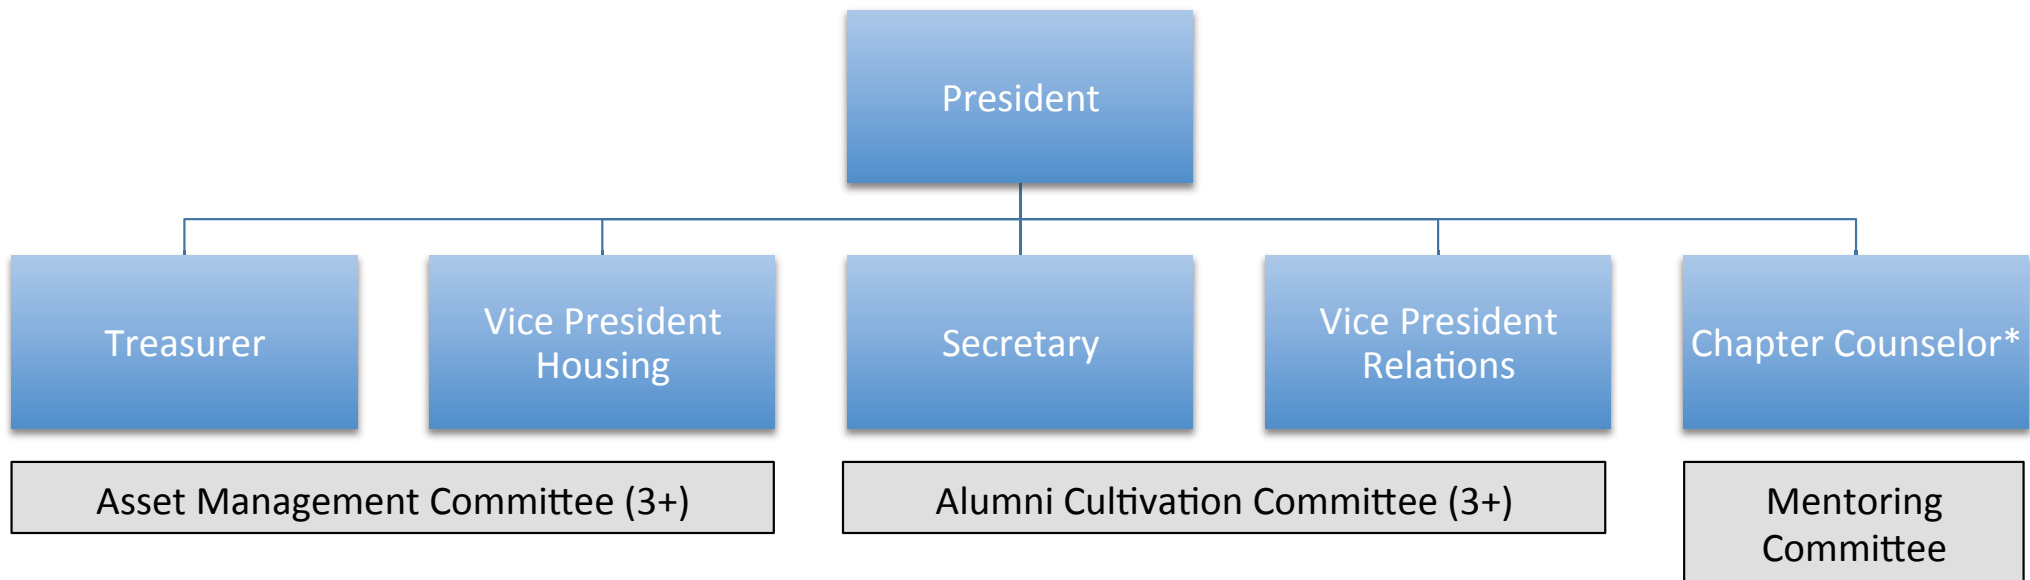 President
Treasurer
Vice President
Housing
Secretary
Vice President
Relations
Chapter Counselor*
Asset Management Committee (3+)
Alumni Cultivation Committee (3+)
Mentoring
Committee